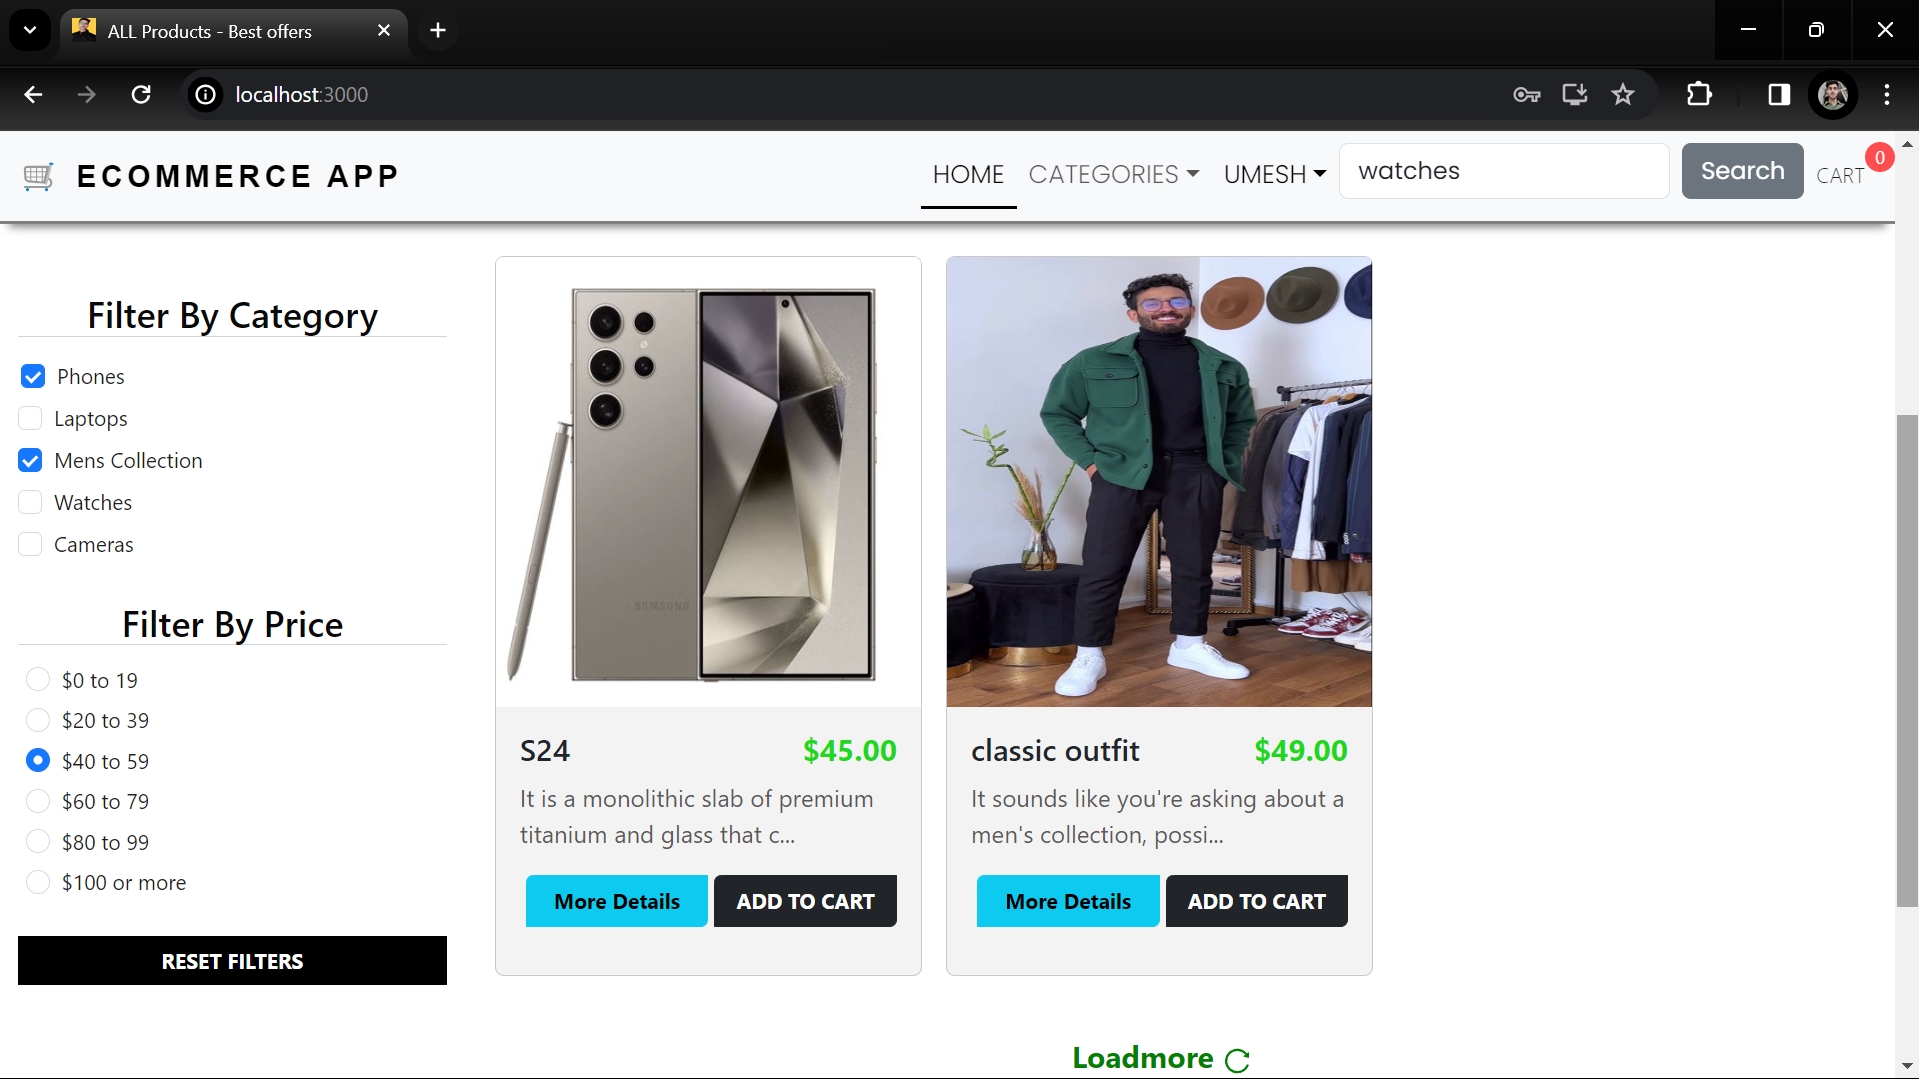 ALL Products - Best offers
localhost:3000
ECOMMERCE APP
HOME
CATEGORIES
UMESH
watches
Search
CART
0
Filter By Category
Phones
Laptops
Mens Collection
Watches
Cameras
Filter By Price
$0 to 19
$20 to 39
$40 to 59
$60 to 79
$80 to 99
$100 or more
RESET FILTERS
SAMSUNG
S24
$45.00
It is a monolithic slab of premium
titanium and glass that c...
More Details
ADD TO CART
classic outfit
$49.00
It sounds like you're asking about a
men's collection, possi...
More Details
ADD TO CART
Loadmore